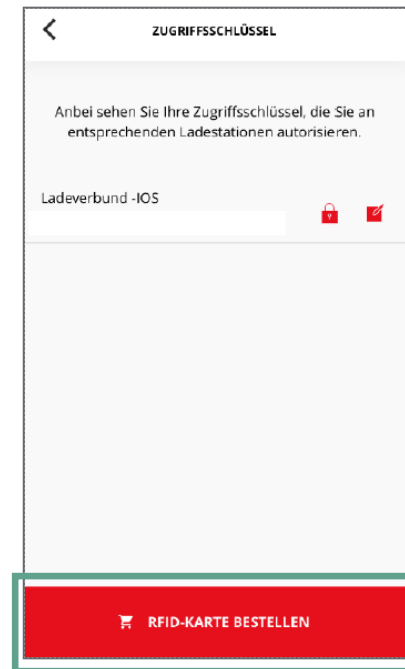 ZUGRIFFSSCHLÜSSEL
Anbei sehen Sie Ihre Zugriffsschlüssel, die Sie an
entsprechenden Ladestationen autorisieren.
Ladeverbund -IOS
RFID-KARTE BESTELLEN